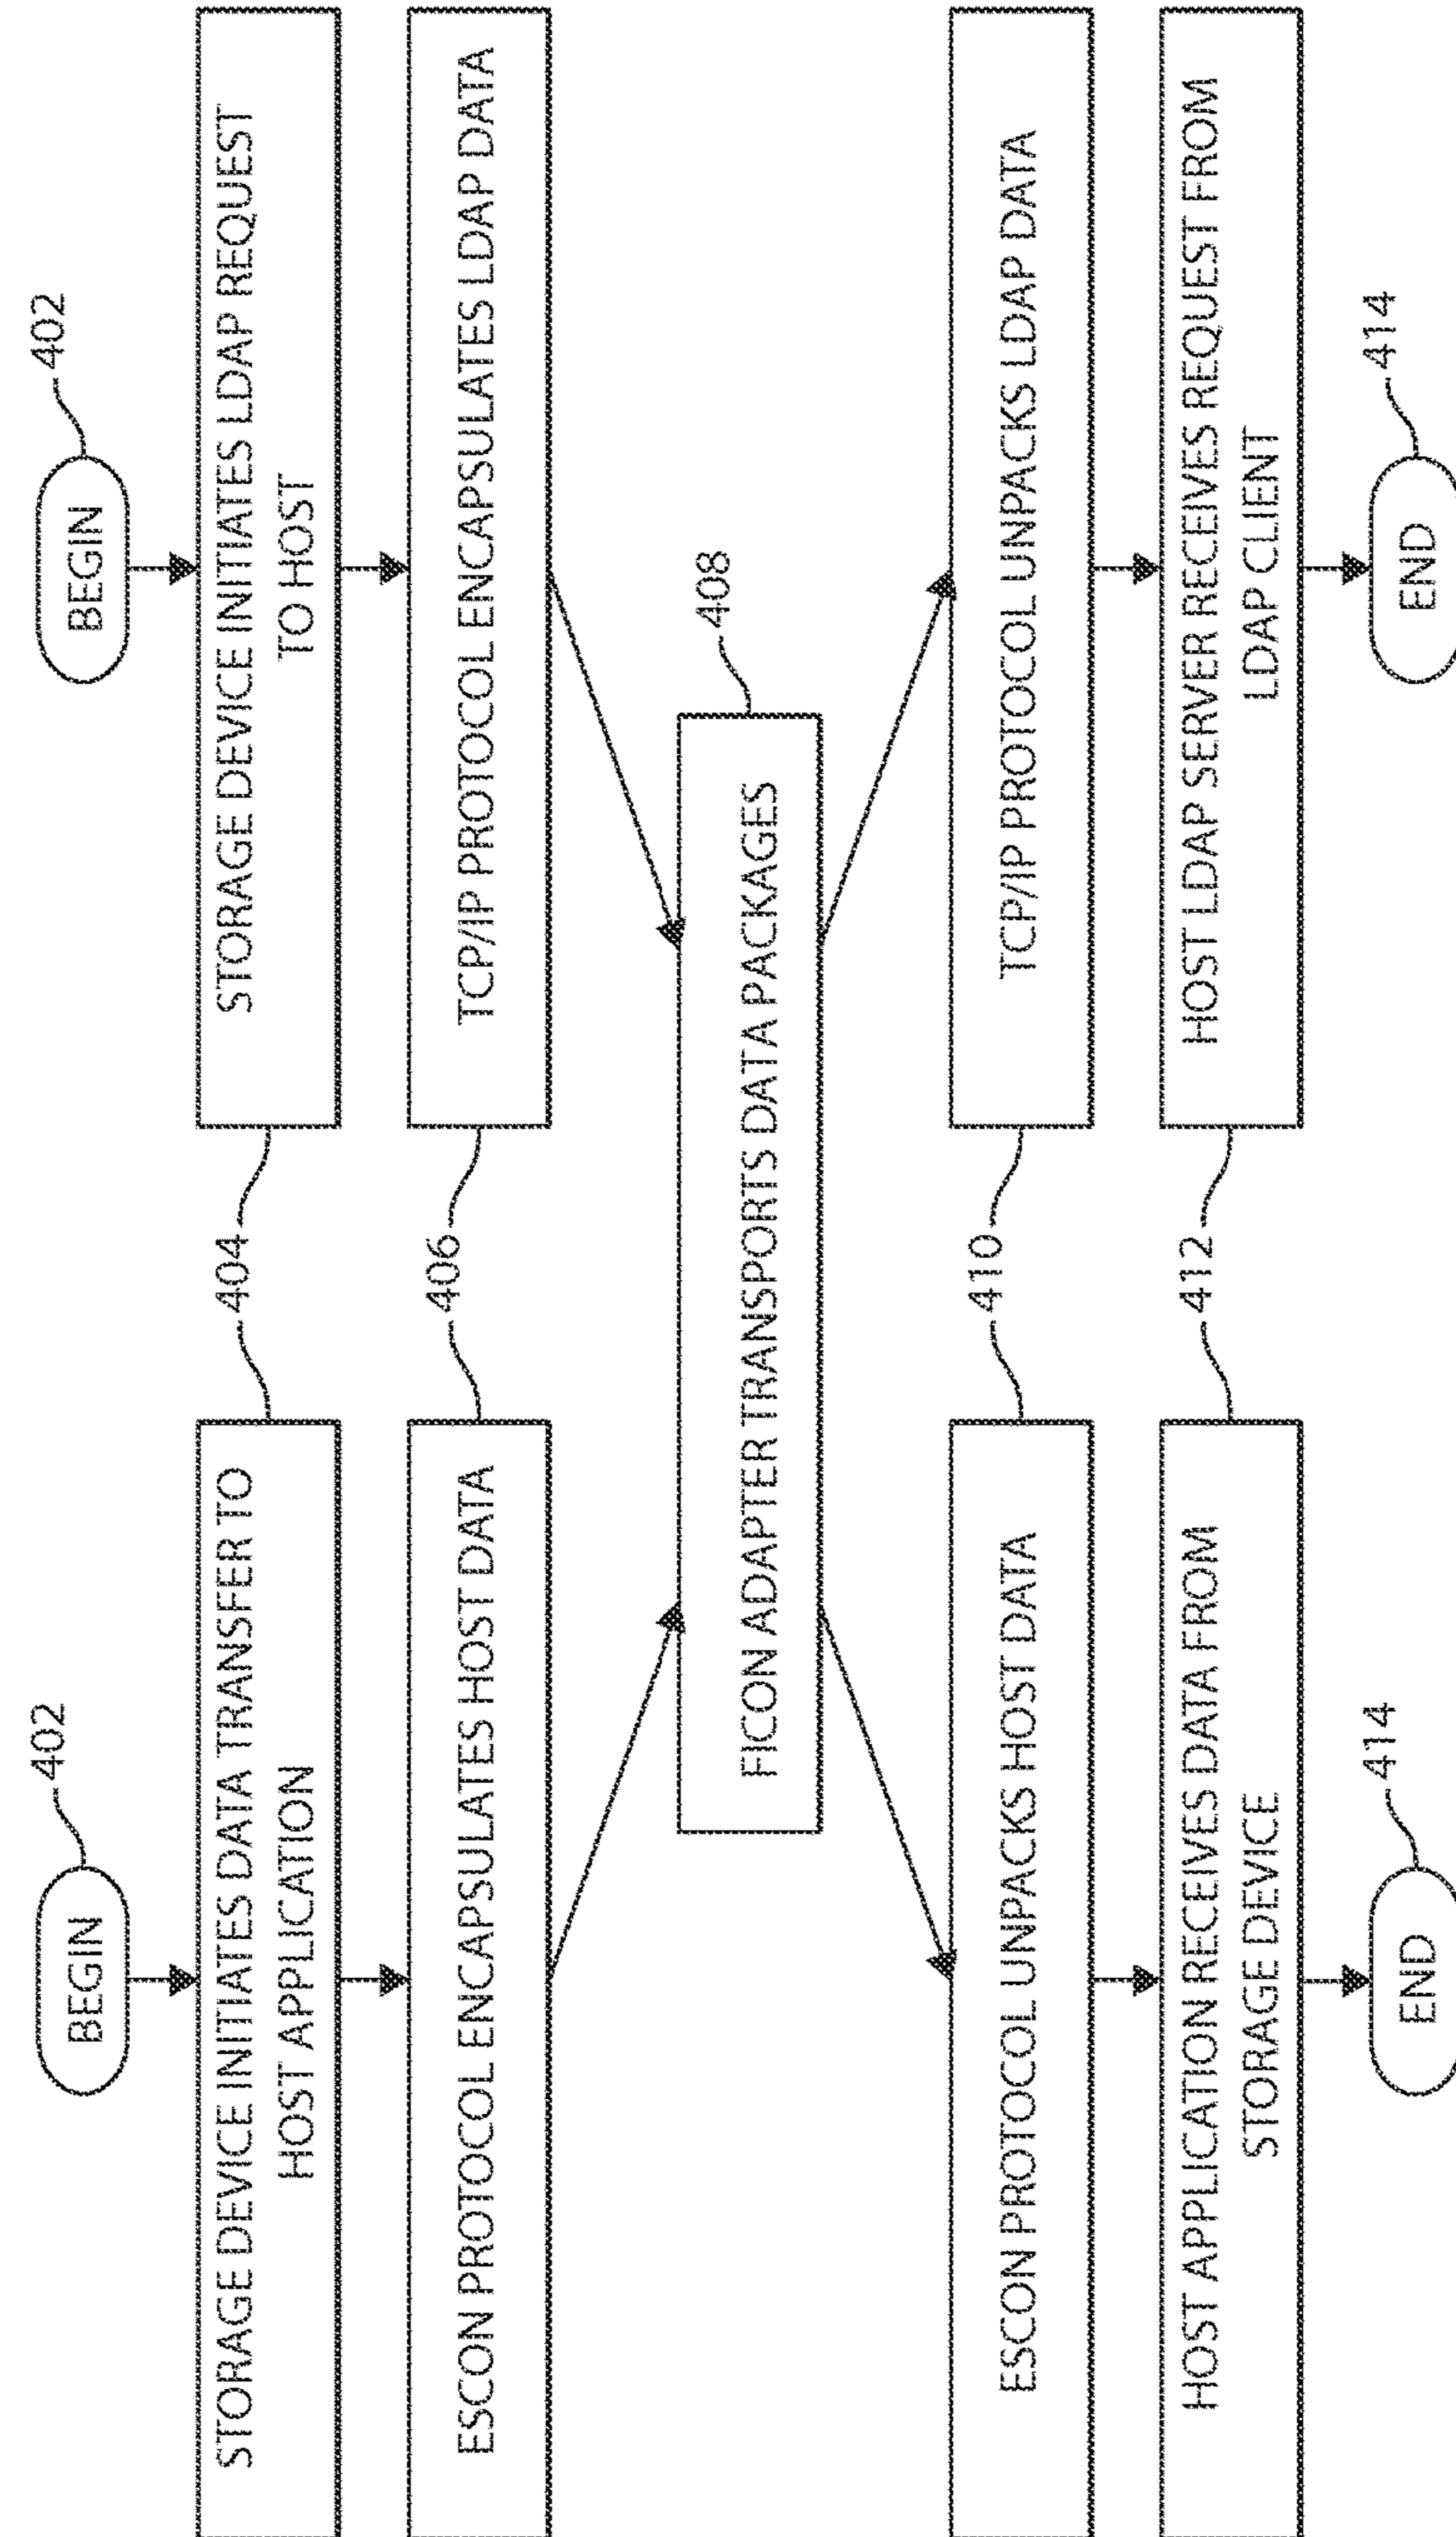 402
BEGIN
402
BEGIN
STORAGE DEVICE INITIATES DATA TRANSFER TO
HOST APPLICATION
404
STORAGE DEVICE INITIATES LDAP REQUEST
TO HOST
ESCON PROTOCOL ENCAPSULATES HOST DATA
406
TCP/IP PROTOCOL ENCAPSULATES LDAP DATA
408
FICON ADAPTER TRANSPORTS DATA PACKAGES
ESCON PROTOCOL UNPACKS HOST DATA
410
TCP/IP PROTOCOL UNPACKS LDAP DATA
HOST APPLICATION RECEIVES DATA FROM
STORAGE DEVICE
412
HOST LDAP SERVER RECEIVES REQUEST FROM
LDAP CLIENT
414
END
414
END